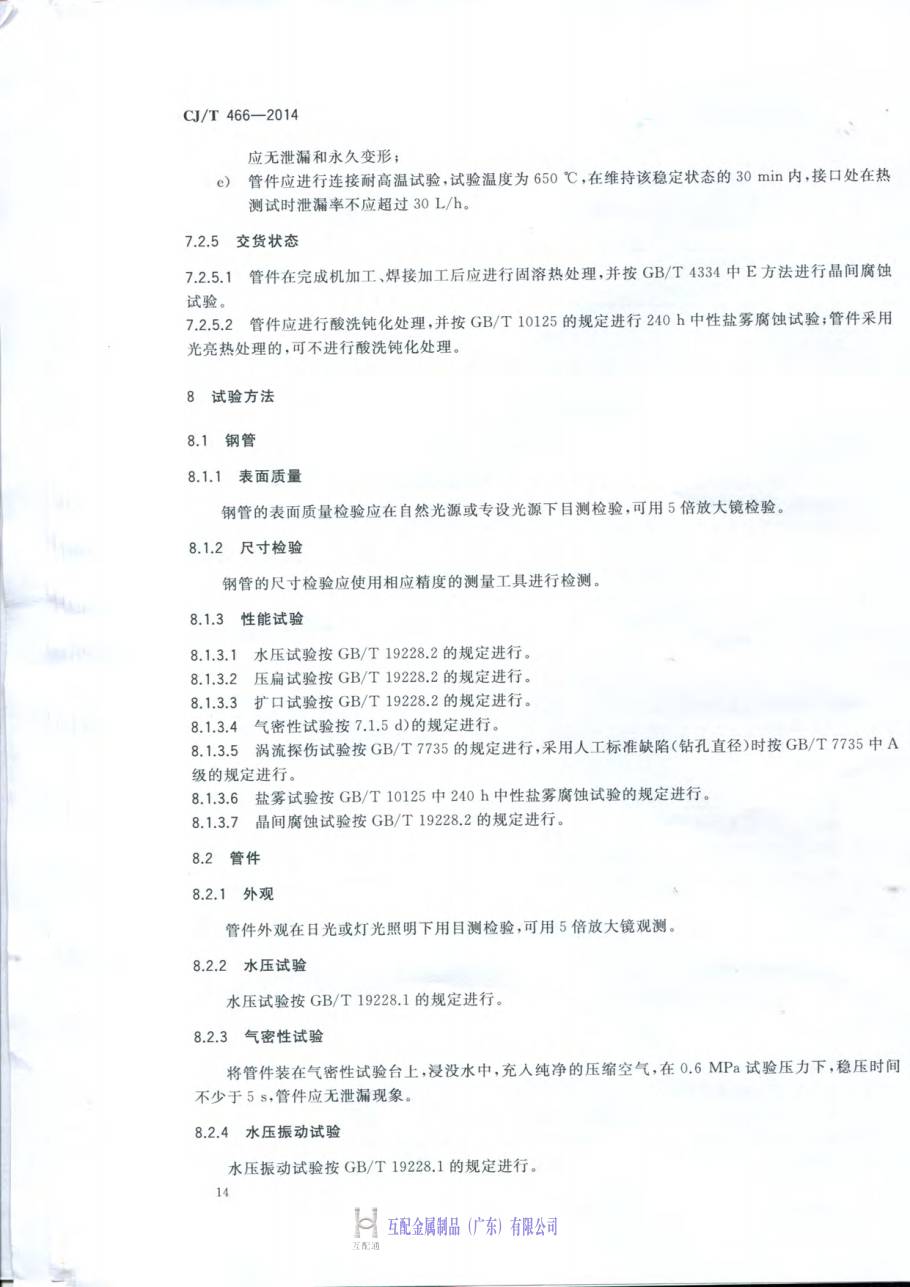 CJ/T 466—2014
应无泄漏和永久变形；
e） 管件应进行连接耐高温试验，试验温度为 650 ℃，在维持该稳定状态的 30 min 内，接口处在热
测试时泄漏率不应超过 30 L/h。
7.2.5 交货状态
7.2.5.1 管件在完成机加工、焊接加工后应进行固溶热处理，并按 GB/T 4334 中 E 方法进行晶间腐蚀
试验。
7.2.5.2 管件应进行酸洗钝化处理，并按 GB/T 10125 的规定进行 240 h 中性盐雾腐蚀试验；管件采用
光亮热处理的，可不进行酸洗钝化处理。
8 试验方法
8.1 钢管
8.1.1 表面质量
钢管的表面质量检验应在自然光源或专设光源下目测检验，可用 5 倍放大镜检验。
8.1.2 尺寸检验
钢管的尺寸检验应使用相应精度的测量工具进行检测。
8.1.3 性能试验
8.1.3.1 水压试验按 GB/T 19228.2 的规定进行。
8.1.3.2 压扁试验按 GB/T 19228.2 的规定进行。
8.1.3.3 扩口试验按 GB/T 19228.2 的规定进行。
8.1.3.4 气密性试验按 7.1.5 d)的规定进行。
8.1.3.5 涡流探伤试验按 GB/T 7735 的规定进行，采用人工标准缺陷（钻孔直径）时按 GB/T 7735 中 A
级的规定进行。
8.1.3.6 盐雾试验按 GB/T 10125 中 240 h 中性盐雾腐蚀试验的规定进行。
8.1.3.7 晶间腐蚀试验按 GB/T 19228.2 的规定进行。
8.2 管件
8.2.1 外观
管件外观在日光或灯光照明下用目测检验，可用 5 倍放大镜观测。
8.2.2 水压试验
水压试验按 GB/T 19228.1 的规定进行。
8.2.3 气密性试验
将管件装在气密性试验台上，浸没水中，充入纯净的压缩空气，在 0.6 MPa 试验压力下，稳压时间
不少于 5 s，管件应无泄漏现象。
8.2.4 水压振动试验
水压振动试验按 GB/T 19228.1 的规定进行。
14
互配金属制品（广东）有限公司
互配通